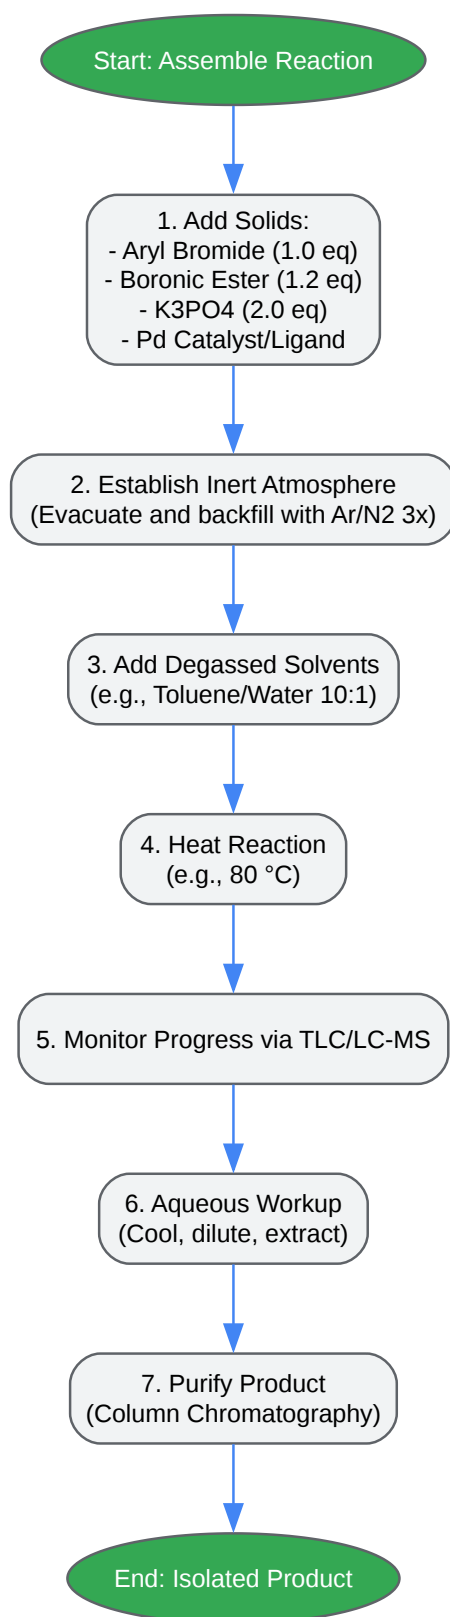 Start: Assemble Reaction
1. Add Solids:
- Aryl Bromide (1.0 eq)
- Boronic Ester (1.2 eq)
- K3PO4 (2.0 eq)
- Pd Catalyst/Ligand
2. Establish Inert Atmosphere
(Evacuate and backfill with Ar/N2 3x)
3. Add Degassed Solvents
(e.g., Toluene/Water 10:1)
4. Heat Reaction
(e.g., 80 °C)
5. Monitor Progress via TLC/LC-MS
6. Aqueous Workup
(Cool, dilute, extract)
7. Purify Product
(Column Chromatography)
End: Isolated Product